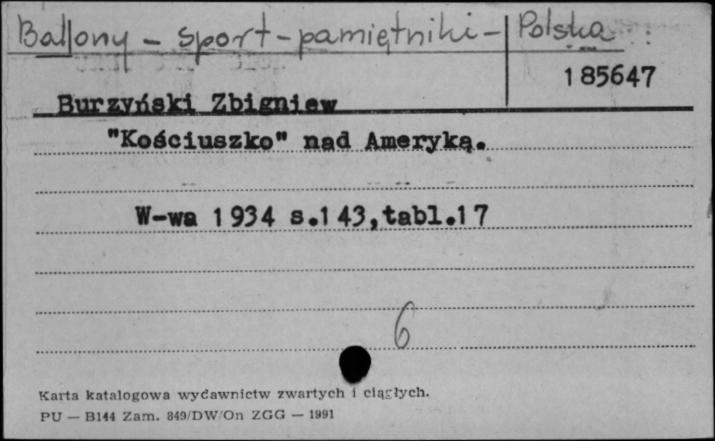 Ballony - sport - pamiętniki - Polska
185647
Burzyński Zbigniew
"Kościuszko" nad Ameryką.
W-wa 1934 s.143,tabl.17
6
Karta katalogowa wydawnictw zwartych i ciągłych.
PU — B144 Zam. 849/DW/On ZGG — 1991